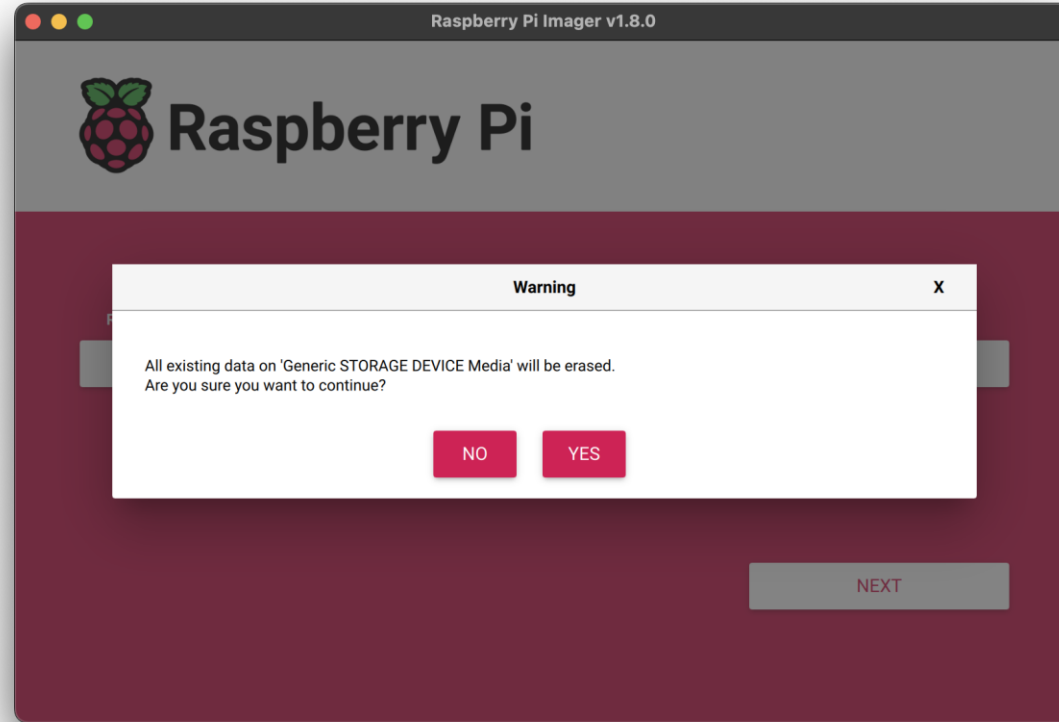 Raspberry Pi Imager v1.8.0
Raspberry Pi
Warning
X
All existing data on 'Generic STORAGE DEVICE Media' will be erased.
Are you sure you want to continue?
NO
YES
NEXT